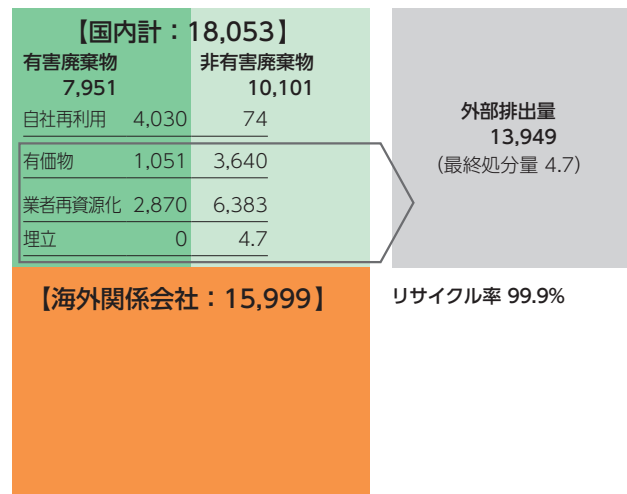 【国内計：18,053】
有害廃棄物 非有害廃棄物
7,951 10,101
自社再利用 4,030 74
有価物 1,051 3,640
業者再資源化 2,870 6,383
埋立 0 4.7
外部排出量
13,949
(最終処分量 4.7)
【海外関係会社：15,999】
リサイクル率 99.9%